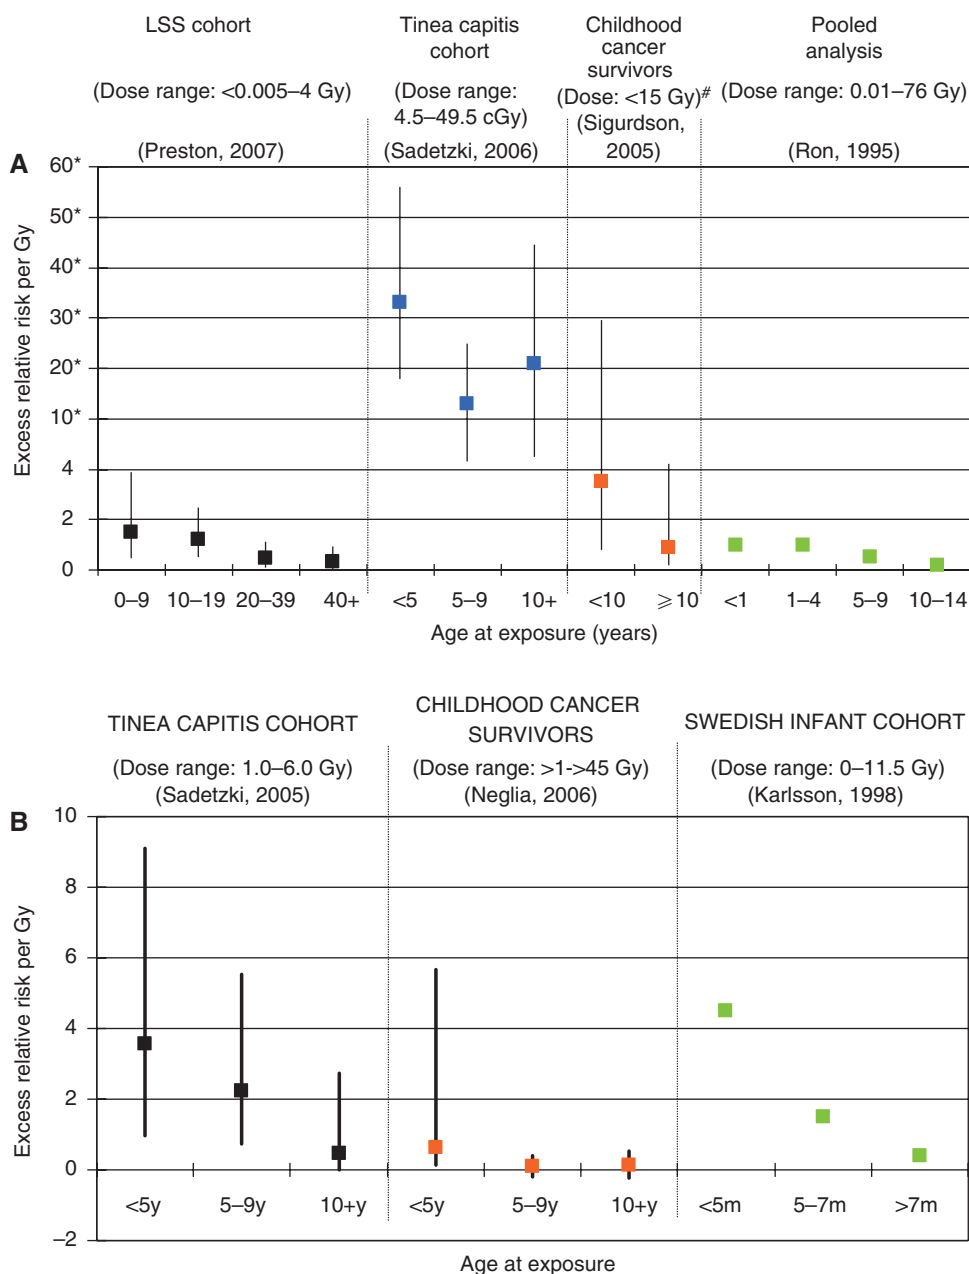 LSS cohort
(Dose range: <0.005–4 Gy)
(Preston, 2007)
Tinea capitis
cohort
(Dose range:
4.5–49.5 cGy)
(Sadetzki, 2006)
Childhood
cancer
survivors
(Dose: <15 Gy)#
(Sigurdson,
2005)
Pooled
analysis
(Dose range: 0.01–76 Gy)
(Ron, 1995)
A
Excess relative risk per Gy
60*
50*
40*
30*
20*
10*
4
2
0
0–9 10–19 20–39 40+ <5 5–9 10+ <10 ⩾10 <1 1–4 5–9 10–14
Age at exposure (years)
TINEA CAPITIS COHORT
(Dose range: 1.0–6.0 Gy)
(Sadetzki, 2005)
CHILDHOOD CANCER
SURVIVORS
(Dose range: >1->45 Gy)
(Neglia, 2006)
SWEDISH INFANT COHORT
(Dose range: 0–11.5 Gy)
(Karlsson, 1998)
B
Excess relative risk per Gy
10
8
6
4
2
0
–2
<5y 5–9y 10+y <5y 5–9y 10+y <5m 5–7m >7m
Age at exposure